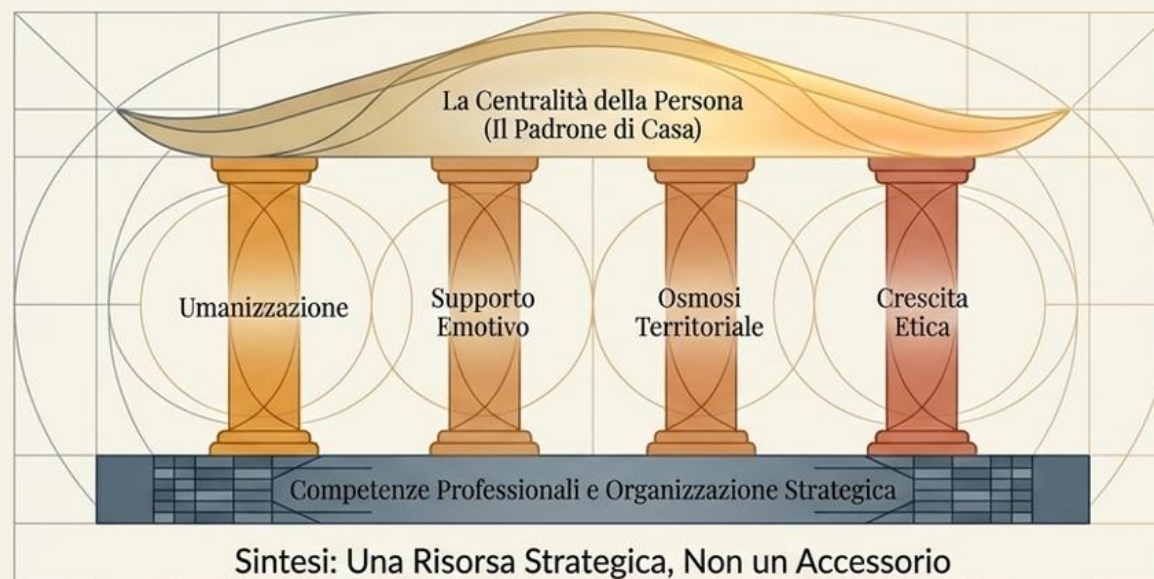 La Centralità della Persona
(Il Padrone di Casa)
Umanizzazione
Supporto
Emotivo
Osmosi
Territoriale
Crescita
Etica
Competenze Professionali e Organizzazione Strategica
Sintesi: Una Risorsa Strategica, Non un Accessorio